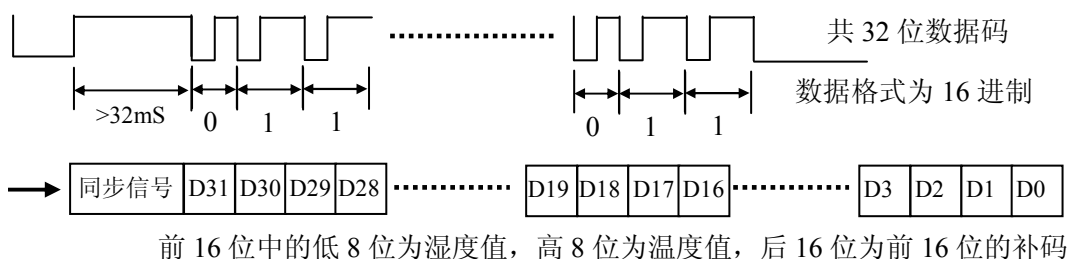 共 32 位数据码
数据格式为 16 进制
>32mS 0 1 1 0 1 1
同步信号 D31 D30 D29 D28 D19 D18 D17 D16 D3 D2 D1 D0
前 16 位中的低 8 位为湿度值，高 8 位为温度值，后 16 位为前 16 位的补码